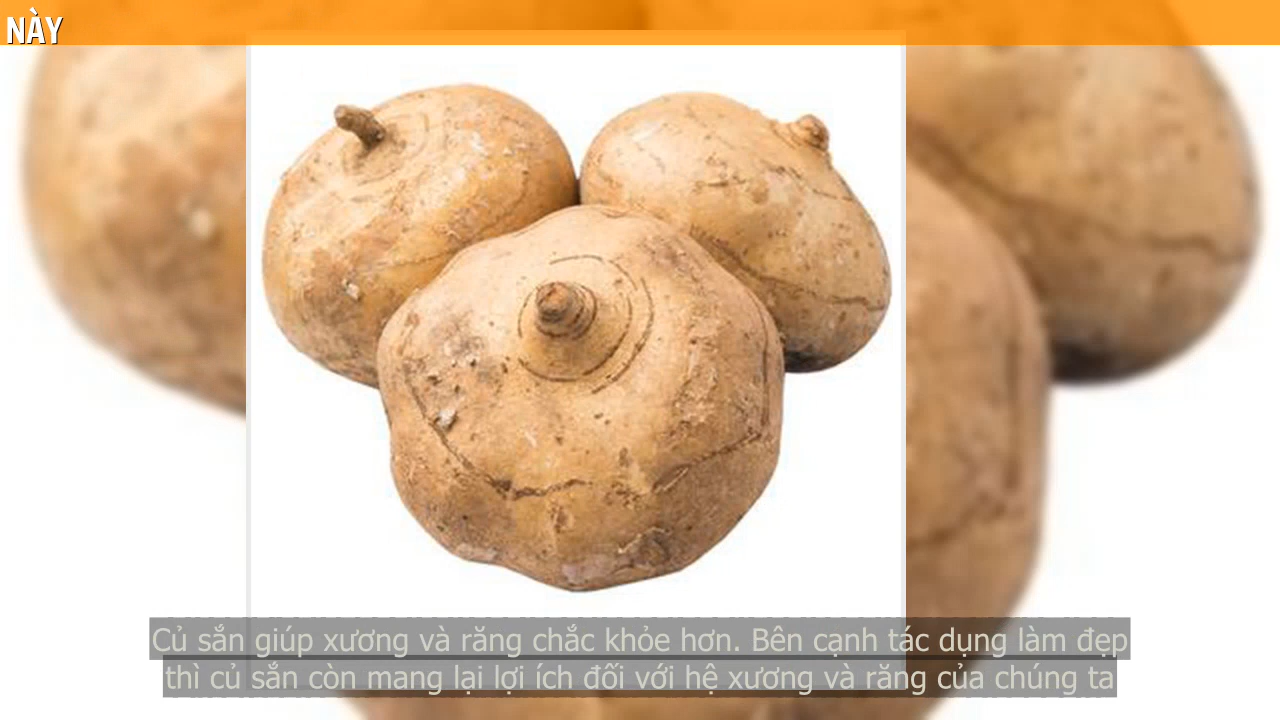 NÀY
Củ sắn giúp xương và răng chắc khỏe hơn. Bên cạnh tác dụng làm đẹp
thì củ sắn còn mang lại lợi ích đối với hệ xương và răng của chúng ta